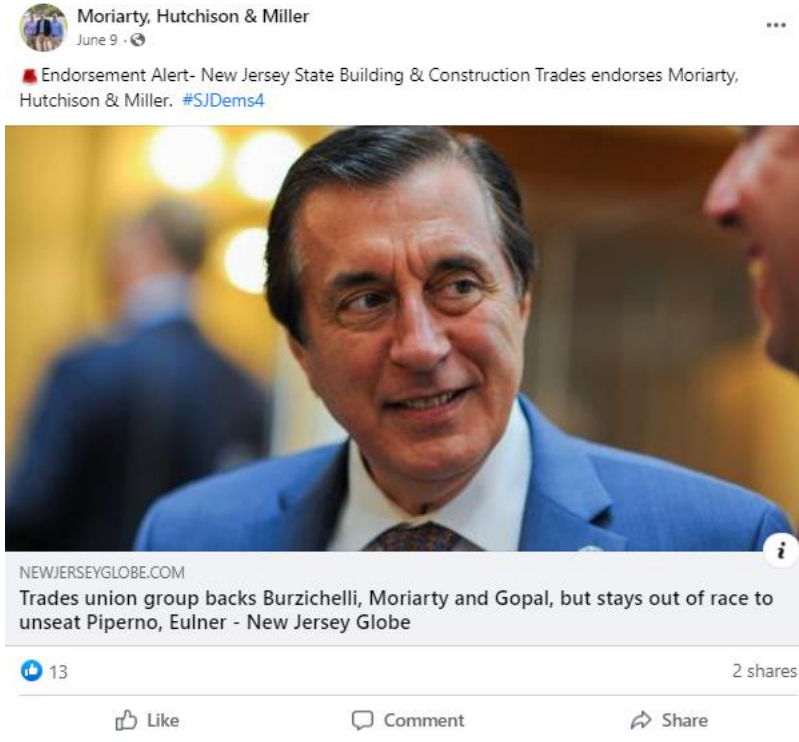 Moriarty, Hutchison & Miller
June 9 ·
Endorsement Alert- New Jersey State Building & Construction Trades endorses Moriarty,
Hutchison & Miller. #SJDems4
NEWJERSEYGLOBE.COM
Trades union group backs Burzichelli, Moriarty and Gopal, but stays out of race to
unseat Piperno, Eulner - New Jersey Globe
13
2 shares
Like Comment Share